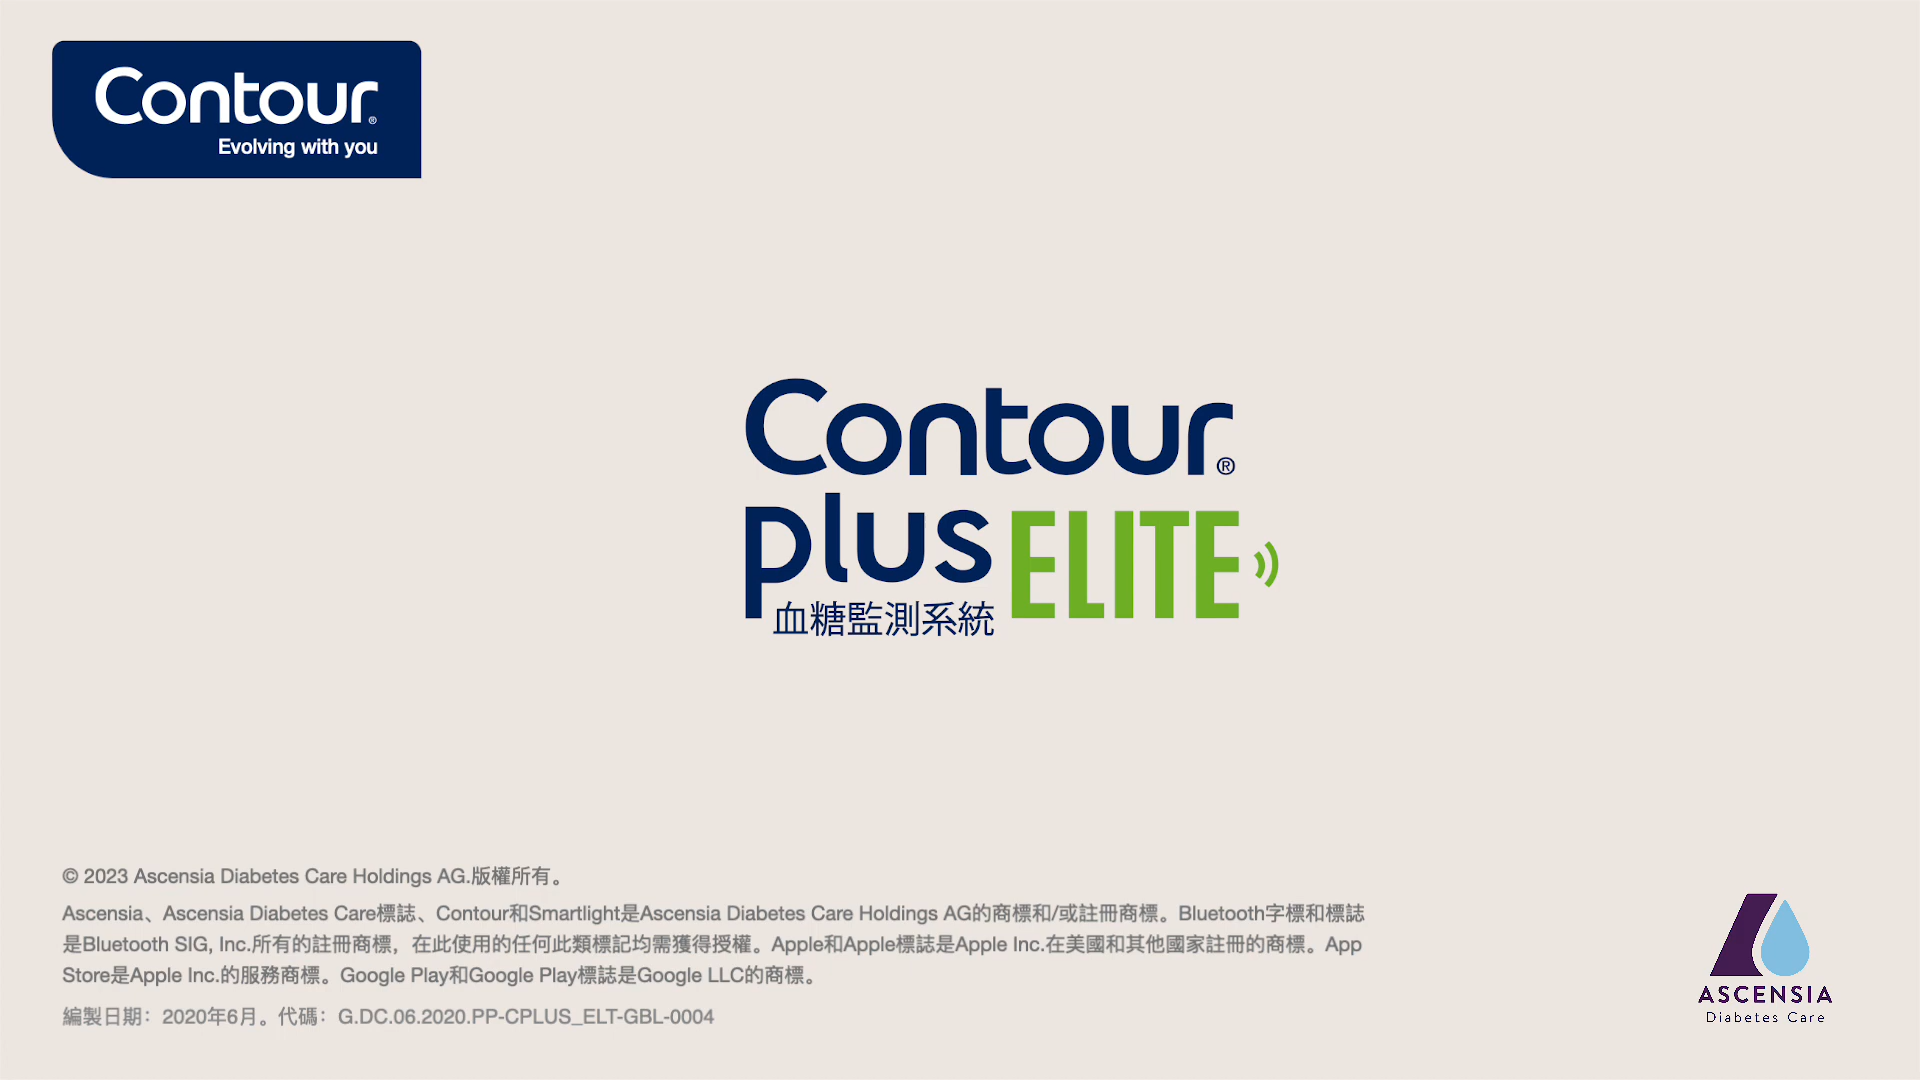 Contour®
Evolving with you
Contour®
plus ELITE
血糖監測系統
© 2023 Ascensia Diabetes Care Holdings AG.版權所有。
Ascensia、Ascensia Diabetes Care標誌、Contour和Smartlight是Ascensia Diabetes Care Holdings AG的商標和/或註冊商標。Bluetooth字標和標誌
是Bluetooth SIG, Inc.所有的註冊商標，在此使用的任何此類標記均需獲得授權。Apple和Apple標誌是Apple Inc.在美國和其他國家註冊的商標。App
Store是Apple Inc.的服務商標。Google Play和Google Play標誌是Google LLC的商標。
編製日期：2020年6月。代碼：G.DC.06.2020.PP-CPLUS_ELT-GBL-0004
ASCENSIA
Diabetes Care